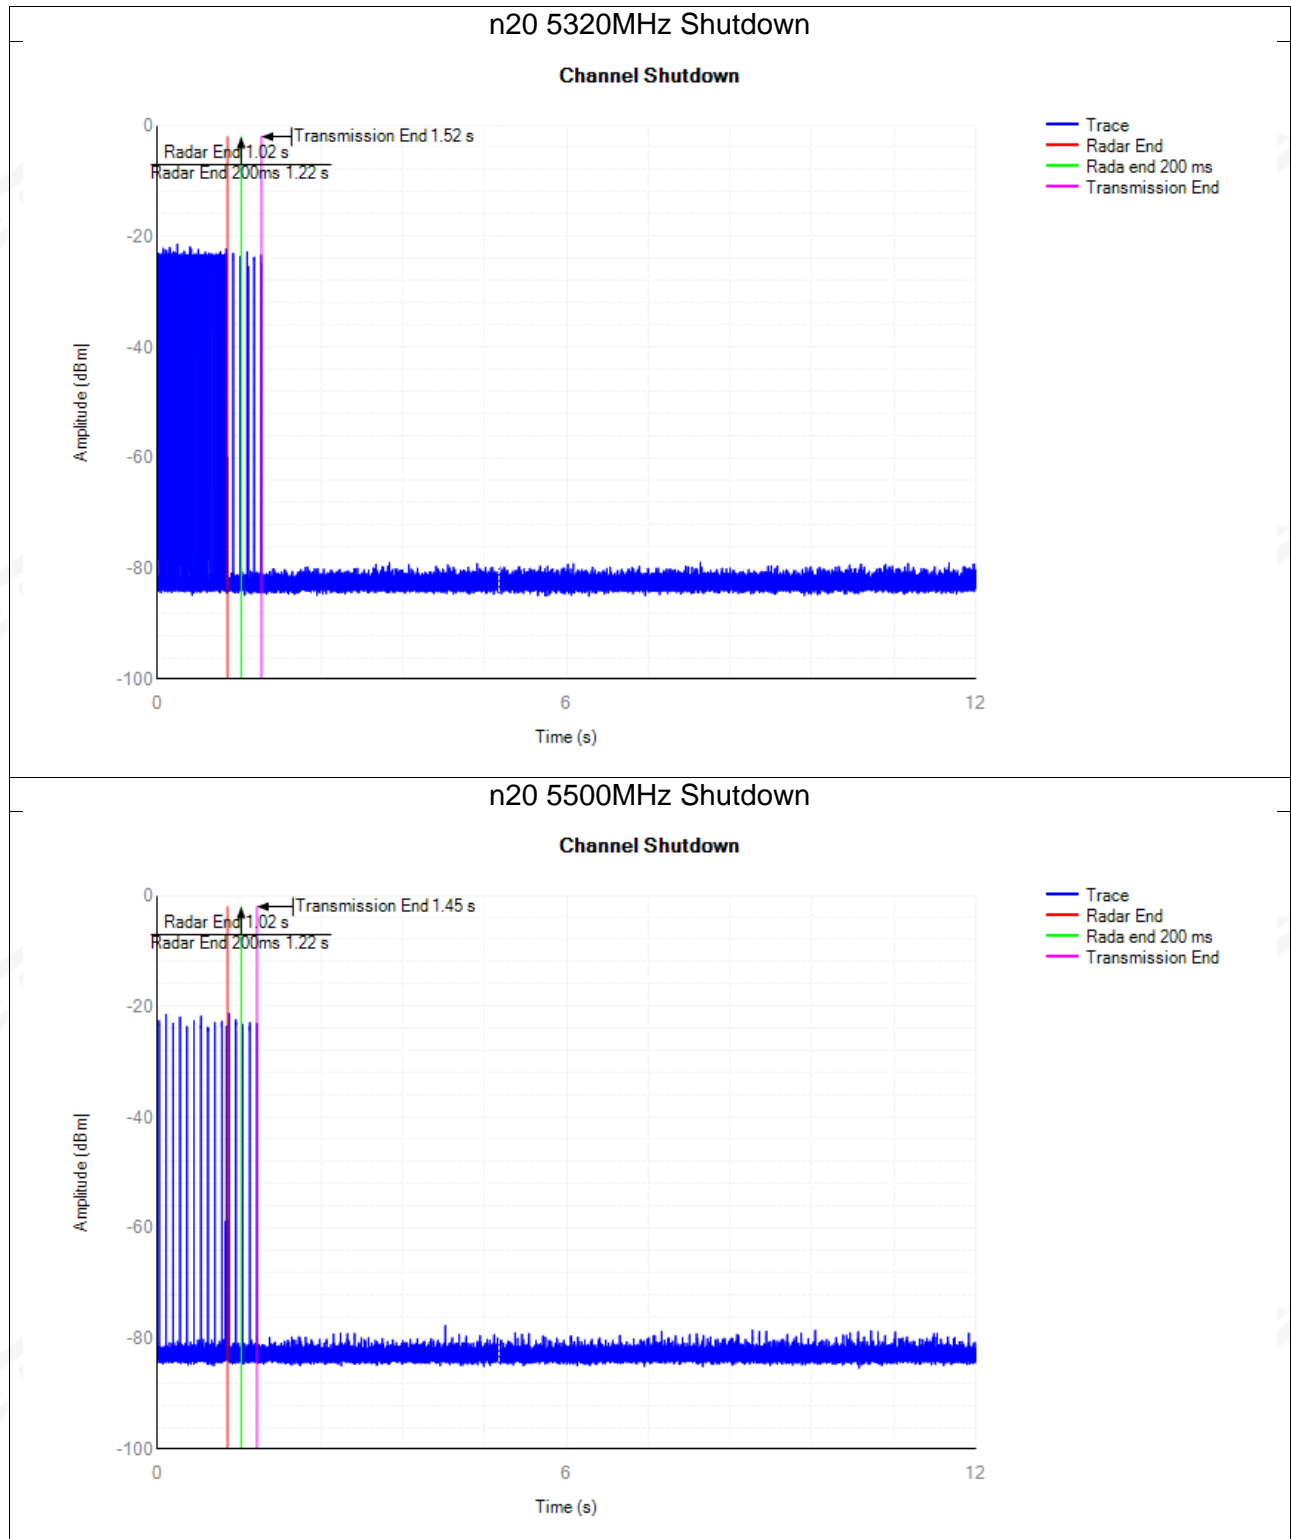 n20 5320MHz Shutdown
Channel Shutdown
0
Transmission End 1.52 s
Radar End 1.02 s
Radar End 200ms 1.22 s
Trace
Radar End
Rada end 200 ms
Transmission End
-20
-40
-60
-80
-100
Amplitude [dBm]
0
6
12
Time (s)
n20 5500MHz Shutdown
Channel Shutdown
0
Transmission End 1.45 s
Radar End 1.02 s
Radar End 200ms 1.22 s
Trace
Radar End
Rada end 200 ms
Transmission End
-20
-40
-60
-80
-100
Amplitude [dBm]
0
6
12
Time (s)